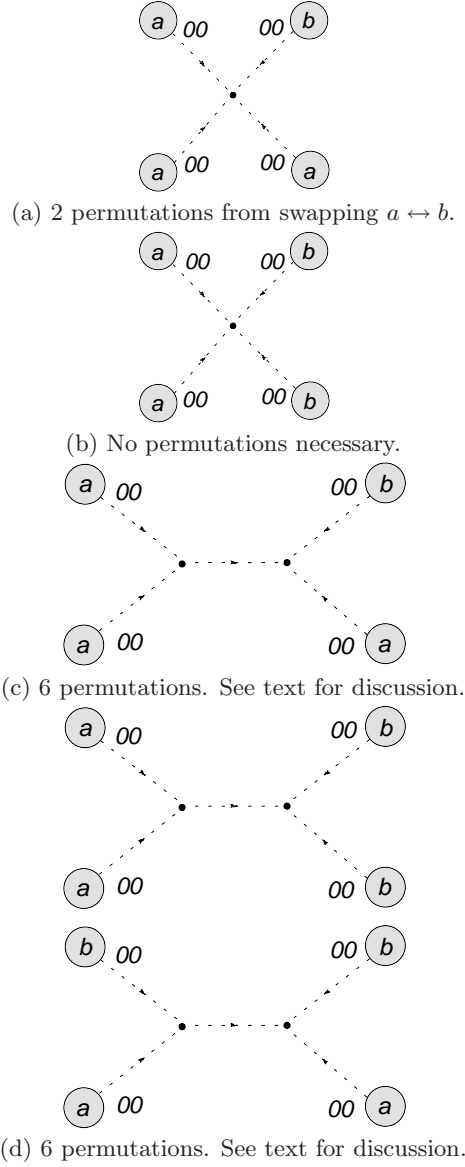 a 00 00 b
a 00 00 a
(a) 2 permutations from swapping a ↔ b.
a 00 00 b
a 00 00 b
(b) No permutations necessary.
a 00 00 b
a 00 00 a
(c) 6 permutations. See text for discussion.
a 00 00 b
a 00 00 b
b 00 00 b
a 00 00 a
(d) 6 permutations. See text for discussion.